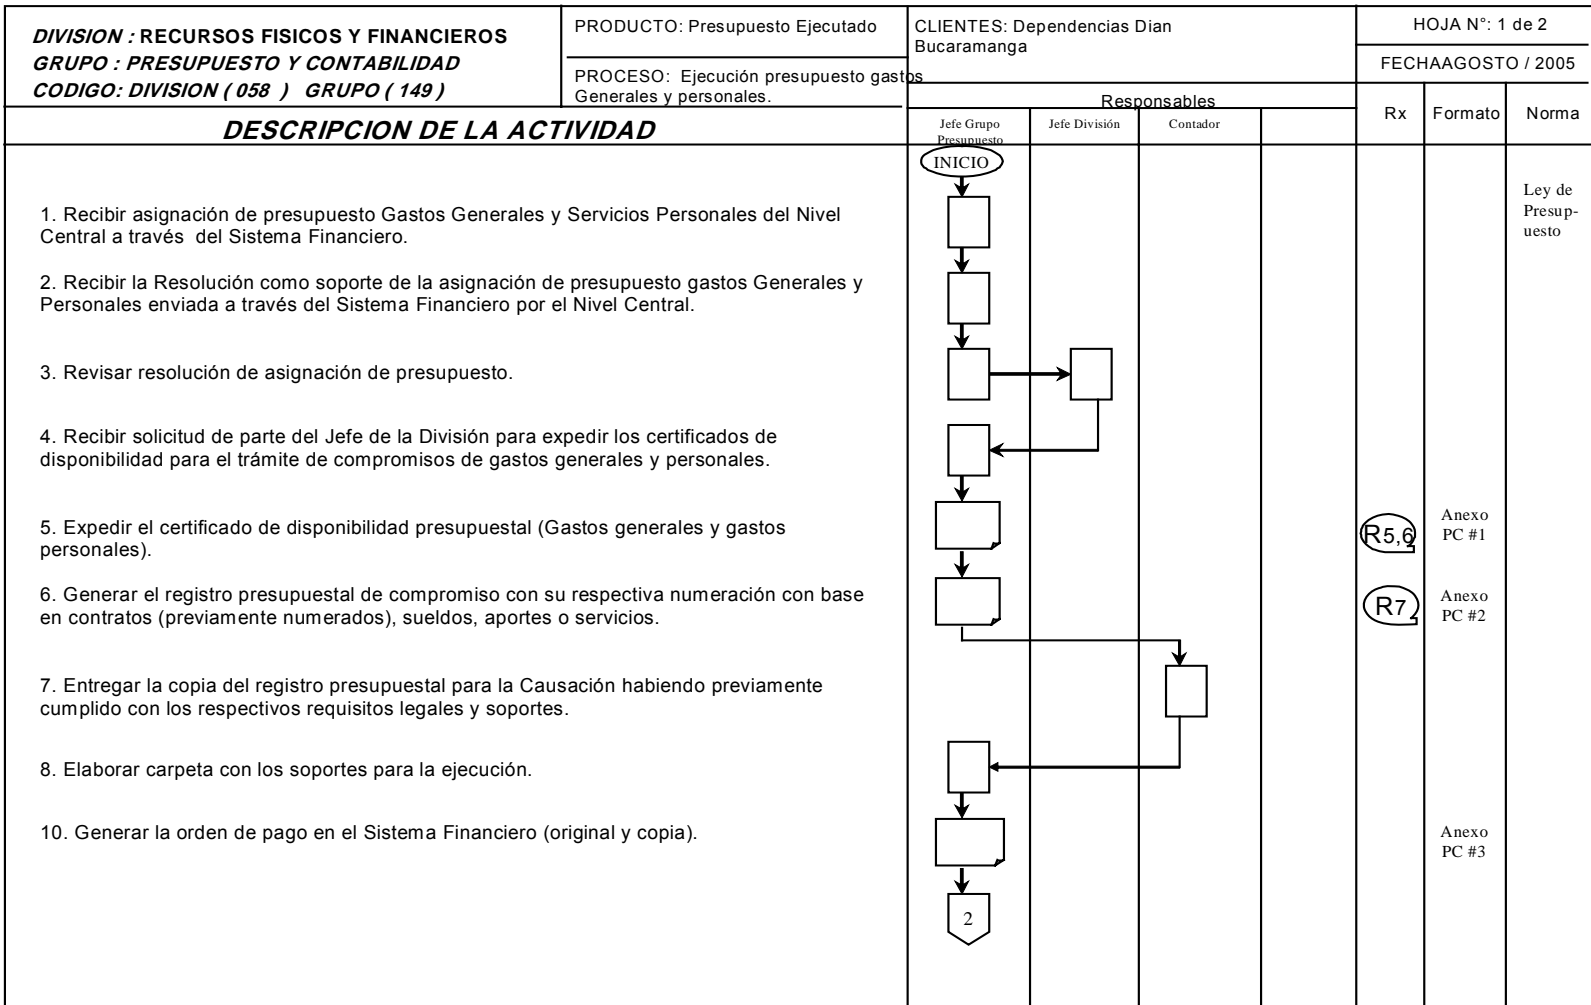 DIVISION : RECURSOS FISICOS Y FINANCIEROS
GRUPO : PRESUPUESTO Y CONTABILIDAD
CODIGO: DIVISION ( 058 ) GRUPO ( 149 )
PRODUCTO: Presupuesto Ejecutado
PROCESO: Ejecución presupuesto gastos
Generales y personales.
CLIENTES: Dependencias Dian
Bucaramanga
HOJA N°: 1 de 2
FECHAAGOSTO / 2005
DESCRIPCION DE LA ACTIVIDAD
Responsables
Jefe Grupo
Presupuesto
Jefe División
Contador
Rx
Formato
Norma
INICIO
Ley de
Presup-
uesto
1. Recibir asignación de presupuesto Gastos Generales y Servicios Personales del Nivel
Central a través del Sistema Financiero.
2. Recibir la Resolución como soporte de la asignación de presupuesto gastos Generales y
Personales enviada a través del Sistema Financiero por el Nivel Central.
3. Revisar resolución de asignación de presupuesto.
4. Recibir solicitud de parte del Jefe de la División para expedir los certificados de
disponibilidad para el trámite de compromisos de gastos generales y personales.
5. Expedir el certificado de disponibilidad presupuestal (Gastos generales y gastos
personales).
R5,6
Anexo
PC #1
6. Generar el registro presupuestal de compromiso con su respectiva numeración con base
en contratos (previamente numerados), sueldos, aportes o servicios.
R7
Anexo
PC #2
7. Entregar la copia del registro presupuestal para la Causación habiendo previamente
cumplido con los respectivos requisitos legales y soportes.
8. Elaborar carpeta con los soportes para la ejecución.
10. Generar la orden de pago en el Sistema Financiero (original y copia).
Anexo
PC #3
2